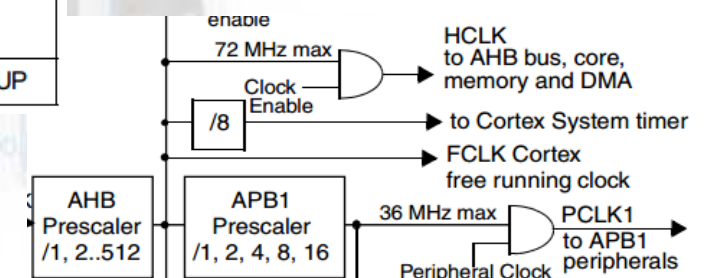 enable
72 MHz max
HCLK
to AHB bus, core,
memory and DMA
UP
Clock
Enable
/8
to Cortex System timer
FCLK Cortex
free running clock
AHB
Prescaler
/1, 2..512
APB1
Prescaler
/1, 2, 4, 8, 16
36 MHz max
PCLK1
to APB1
peripherals
Peripheral Clock